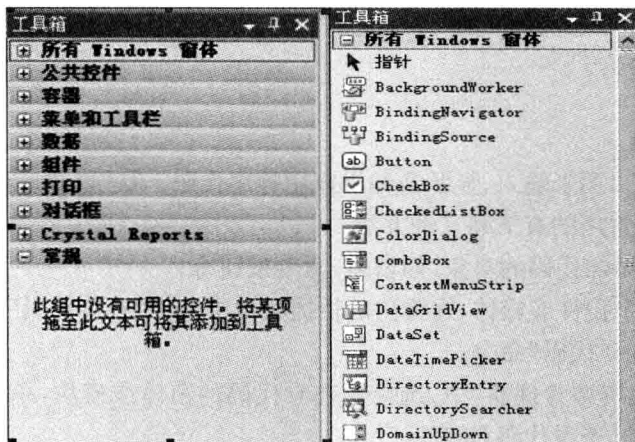 工具箱
所有 Windows 窗体
公共控件
容器
菜单和工具栏
数据
组件
打印
对话框
Crystal Reports
常规
此组中没有可用的控件。将某项
拖至此文本可将其添加到工具
箱。
工具箱
所有 Windows 窗体
指针
BackgroundWorker
BindingNavigator
BindingSource
ab Button
CheckBox
CheckedListBox
ColorDialog
ComboBox
ContextMenuStrip
DataGridView
DataSet
DateTimePicker
DirectoryEntry
DirectorySearcher
DomainUpDown